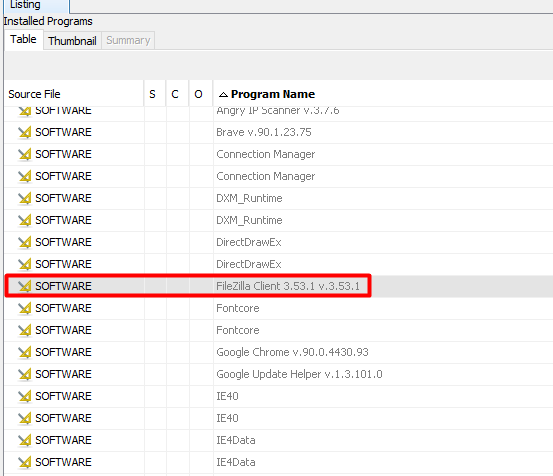 Listing
Installed Programs
Table Thumbnail Summary
Source File S C O Program Name
SOFTWARE Angry IP Scanner v.3.7.6
SOFTWARE Brave v.90.1.23.75
SOFTWARE Connection Manager
SOFTWARE Connection Manager
SOFTWARE DXM_Runtime
SOFTWARE DXM_Runtime
SOFTWARE DirectDrawEx
SOFTWARE DirectDrawEx
SOFTWARE FileZilla Client 3.53.1 v.3.53.1
SOFTWARE Fontcore
SOFTWARE Fontcore
SOFTWARE Google Chrome v.90.0.4430.93
SOFTWARE Google Update Helper v.1.3.101.0
SOFTWARE IE40
SOFTWARE IE40
SOFTWARE IE4Data
SOFTWARE IE4Data